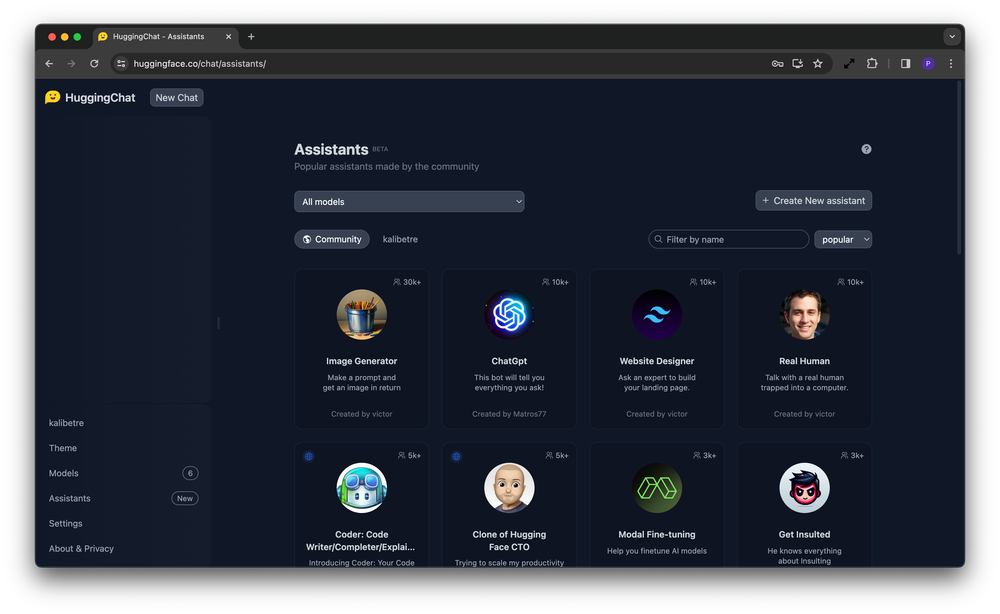 HuggingChat - Assistants
huggingface.co/chat/assistants/
P
HuggingChat
New Chat
Assistants BETA
Popular assistants made by the community
All models
+ Create New assistant
Community
kalibetre
Filter by name
popular
30k+
Image Generator
Make a prompt and
get an image in return
Created by victor
10k+
ChatGpt
This bot will tell you
everything you ask!
Created by Matros77
10k+
Website Designer
Ask an expert to build
your landing page.
Created by victor
10k+
Real Human
Talk with a real human
trapped into a computer.
Created by victor
5k+
Coder: Code
Writer/Completer/Explai...
Introducing Coder: Your Code
5k+
Clone of Hugging
Face CTO
Trying to scale my productivity
3k+
Modal Fine-tuning
Help you finetune AI models
3k+
Get Insulted
He knows everything
about Insulting
kalibetre
Theme
Models 6
Assistants New
Settings
About & Privacy